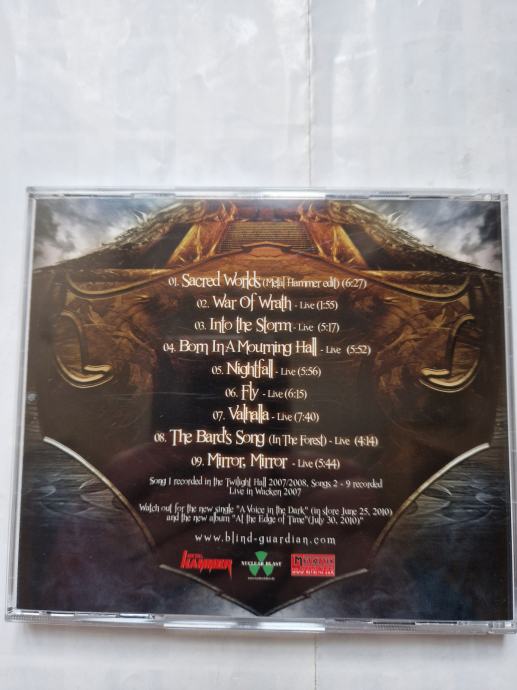 01. Sacred Worlds (Metal Hammer edit) (6:27)
02. War Of Wrath - Live (1:55)
03. Into the Storm - Live (5:17)
04. Born In A Mourning Hall - Live (5:52)
05. Nightfall - Live (5:56)
06. Fly - Live (6:15)
07. Valhalla - Live (7:40)
08. The Bard's Song (In The Forest) - Live (4:14)
09. Mirror, Mirror - Live (5:44)
Song 1 recorded in the Twilight Hall 2007/2008, Songs 2 - 9 recorded
Live in Wacken 2007
Watch out for the new single "A Voice in the Dark" (in store June 25, 2010)
and the new album "At the Edge of Time"(July 30, 2010)"
www.blind-guardian.com
METAL HAMMER
NUCLEAR BLAST